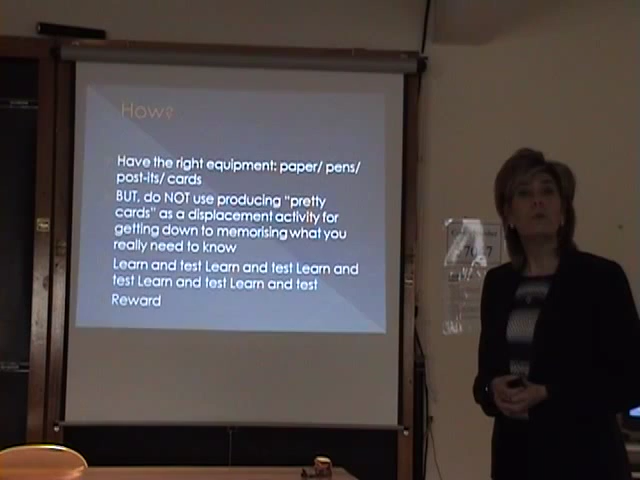 How?
Have the right equipment: paper/ pens/
post-its/ cards
BUT, do NOT use producing "pretty
cards" as a displacement activity for
getting down to memorising what you
really need to know
Learn and test Learn and test Learn and
test Learn and test Learn and test
Reward